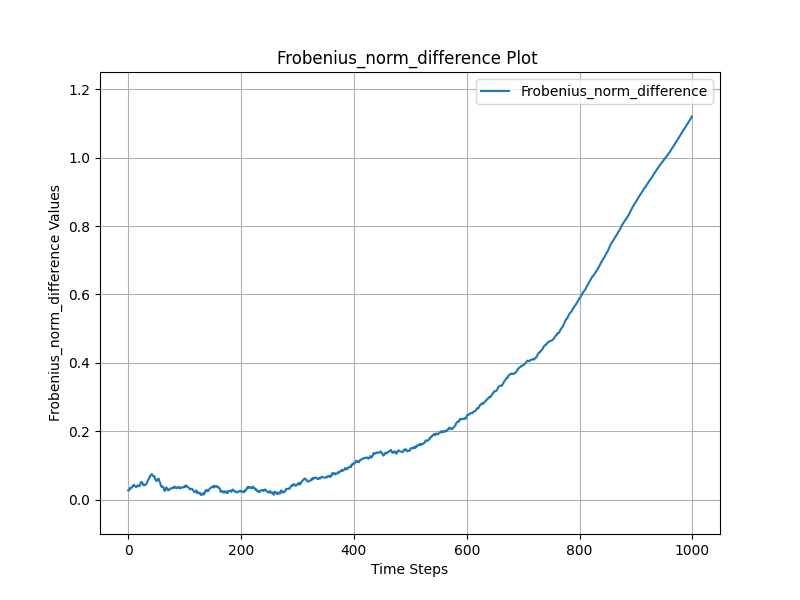 Frobenius_norm_difference Plot
Frobenius_norm_difference
Frobenius_norm_difference Values
1.2
1.0
0.8
0.6
0.4
0.2
0.0
0 200 400 600 800 1000
Time Steps